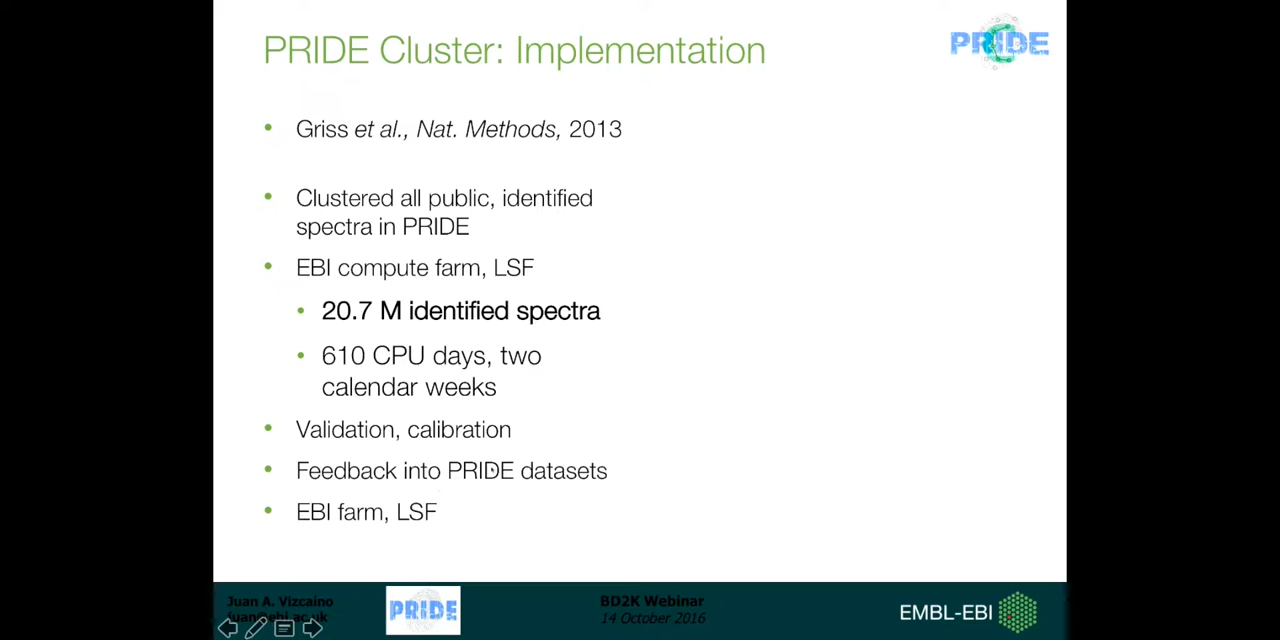 PRIDE Cluster: Implementation
PRIDE
• Griss et al., Nat. Methods, 2013
• Clustered all public, identified
spectra in PRIDE
• EBI compute farm, LSF
• 20.7 M identified spectra
• 610 CPU days, two
calendar weeks
• Validation, calibration
• Feedback into PRIDE datasets
• EBI farm, LSF
Juan A. Vizcaino
juan@ebi.ac.uk
PRIDE
BD2K Webinar
14 October 2016
EMBL-EBI